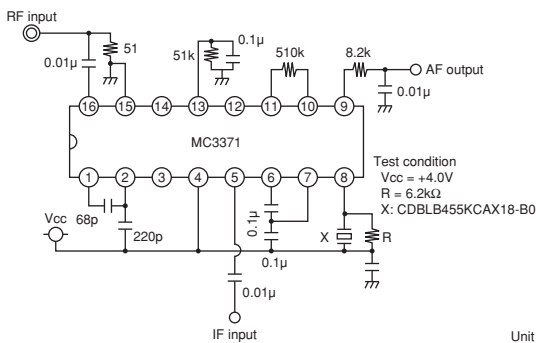 RF input
0.01μ
51
51k
0.1μ
510k
8.2k
AF output
0.01μ
16 15 14 13 12 11 10 9
MC3371
1 2 3 4 5 6 7 8
Test condition
Vcc = +4.0V
R = 6.2kΩ
X: CDBLB455KCAX18-B0
Vcc
68p
220p
0.1μ
0.1μ
X
R
0.01μ
IF input
Unit